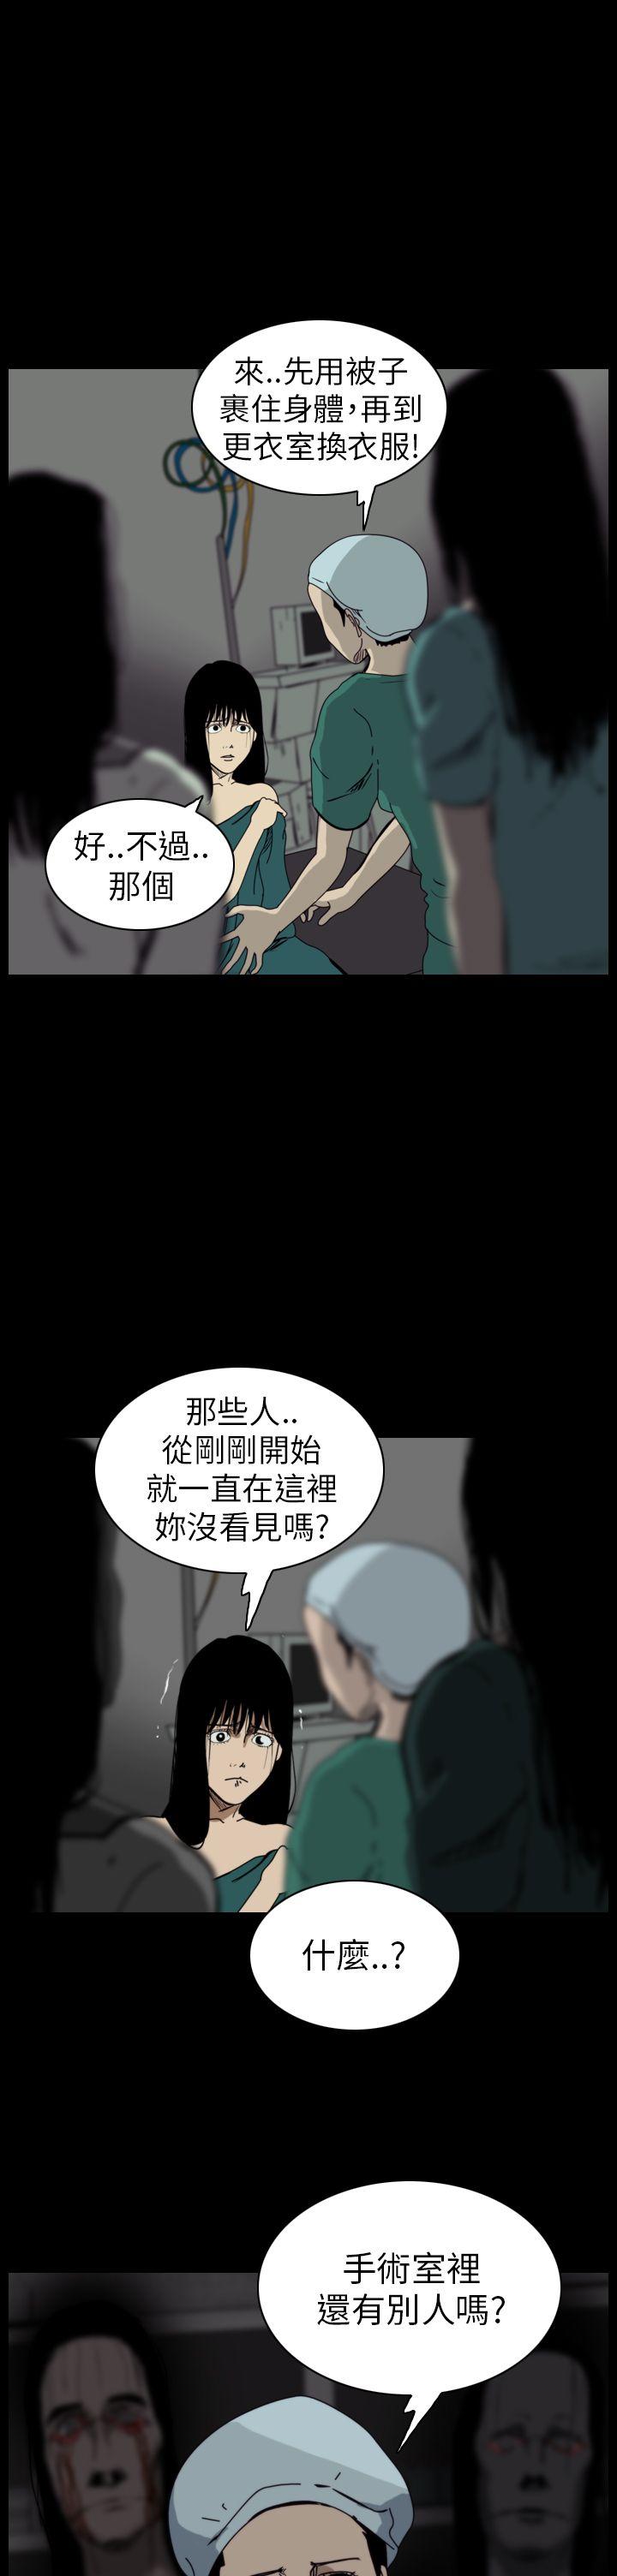 來..先用被子
裹住身體,再到
更衣室換衣服!
好..不過..
那個
那些人..
從剛剛開始
就一直在這裡
妳沒看見嗎?
什麼..?
手術室裡
還有別人嗎?